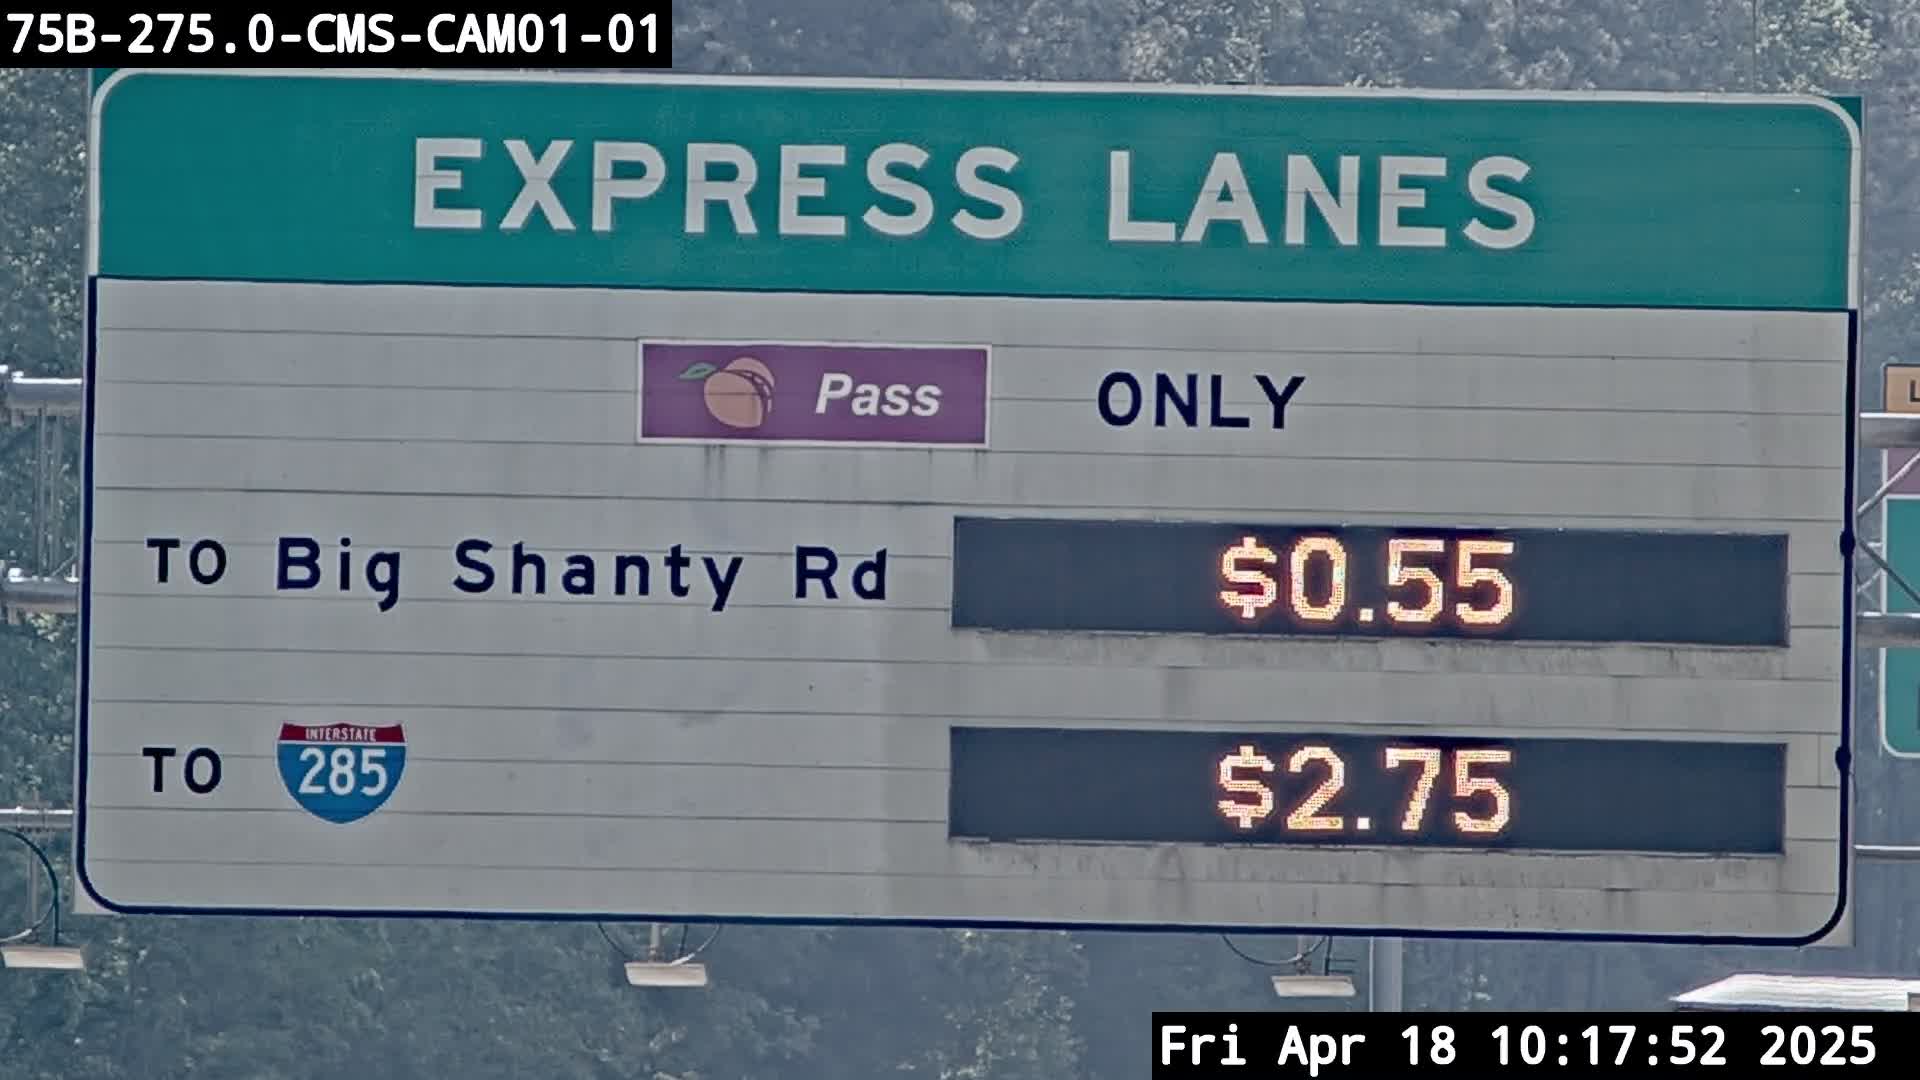 75B-275.0-CMS-CAM01-01
EXPRESS LANES
Pass ONLY
TO Big Shanty Rd $0.55
TO INTERSTATE 285 $2.75
Fri Apr 18 10:17:52 2025